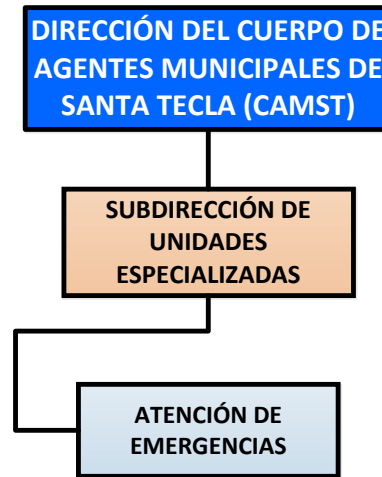 DIRECCIÓN DEL CUERPO DE
AGENTES MUNICIPALES DE
SANTA TECLA (CAMST)
SUBDIRECCIÓN DE
UNIDADES
ESPECIALIZADAS
ATENCIÓN DE
EMERGENCIAS